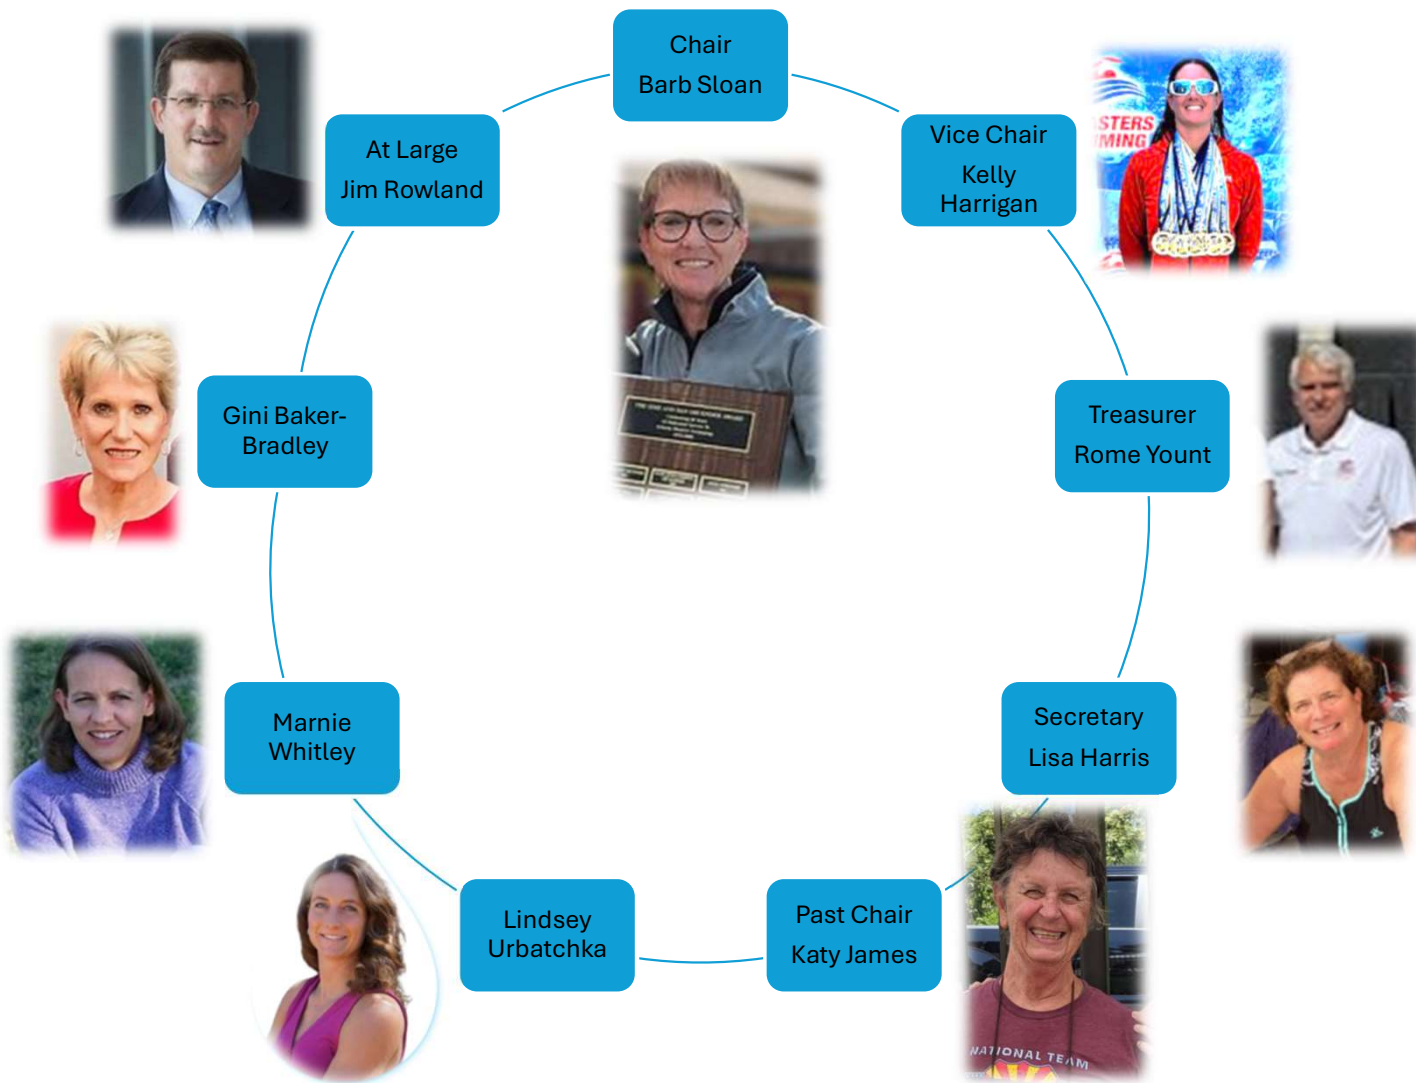 Chair
Barb Sloan
Vice Chair
Kelly
Harrigan
STERS
MING
Treasurer
Rome Yount
Secretary
Lisa Harris
Past Chair
Katy James
NATIONAL TEAM
Lindsey
Urbatchka
Marnie
Whitley
Gini Baker-
Bradley
At Large
Jim Rowland